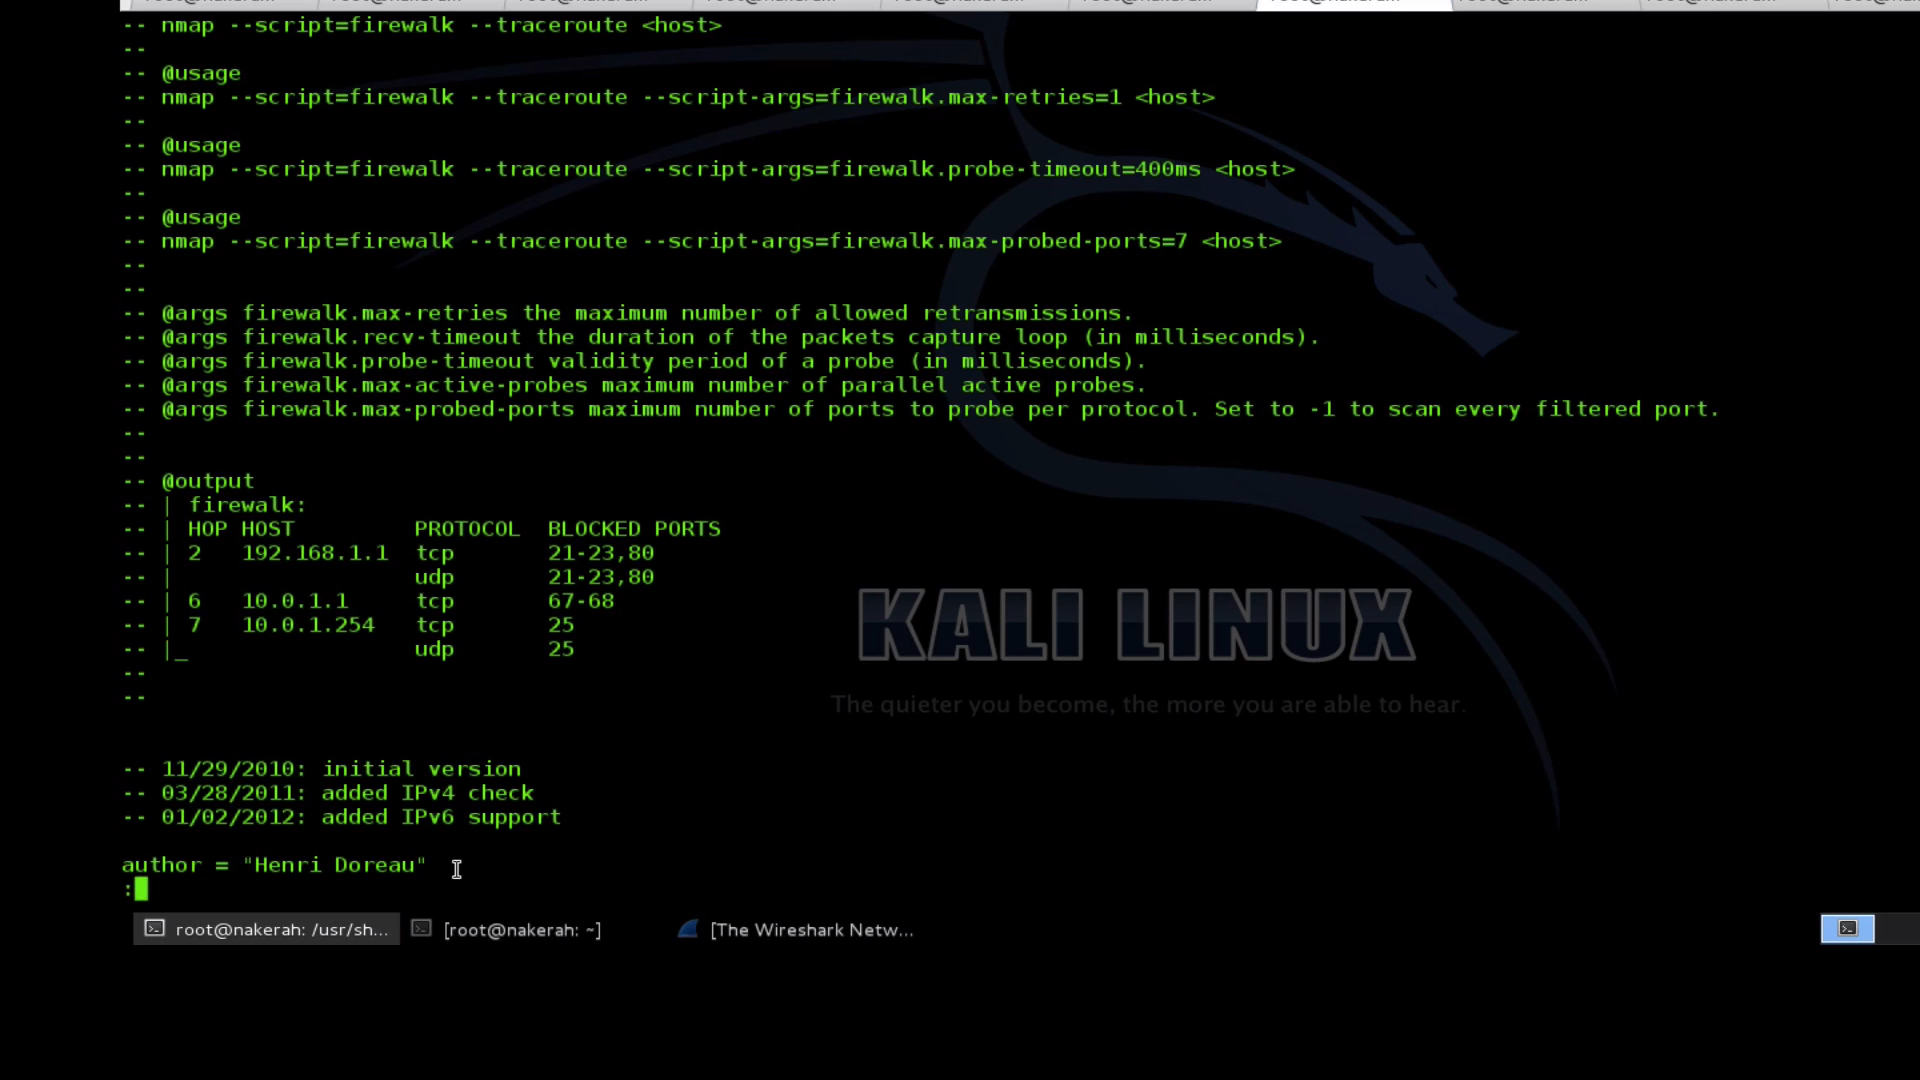 -- nmap --script=firewalk --traceroute <host>
--
-- @usage
-- nmap --script=firewalk --traceroute --script-args=firewalk.max-retries=1 <host>
--
-- @usage
-- nmap --script=firewalk --traceroute --script-args=firewalk.probe-timeout=400ms <host>
--
-- @usage
-- nmap --script=firewalk --traceroute --script-args=firewalk.max-probed-ports=7 <host>
--
--
-- @args firewalk.max-retries the maximum number of allowed retransmissions.
-- @args firewalk.recv-timeout the duration of the packets capture loop (in milliseconds).
-- @args firewalk.probe-timeout validity period of a probe (in milliseconds).
-- @args firewalk.max-active-probes maximum number of parallel active probes.
-- @args firewalk.max-probed-ports maximum number of ports to probe per protocol. Set to -1 to scan every filtered port.
--
--
-- @output
-- | firewalk:
-- | HOP HOST         PROTOCOL  BLOCKED PORTS
-- | 2   192.168.1.1  tcp       21-23,80
-- |                  udp       21-23,80
-- | 6   10.0.1.1     tcp       67-68
-- | 7   10.0.1.254   tcp       25
-- |_                 udp       25
--
--
KALI LINUX
The quieter you become, the more you are able to hear.
-- 11/29/2010: initial version
-- 03/28/2011: added IPv4 check
-- 01/02/2012: added IPv6 support
author = "Henri Doreau"
:
root@nakerah: /usr/sh... [root@nakerah: ~] [The Wireshark Netw...